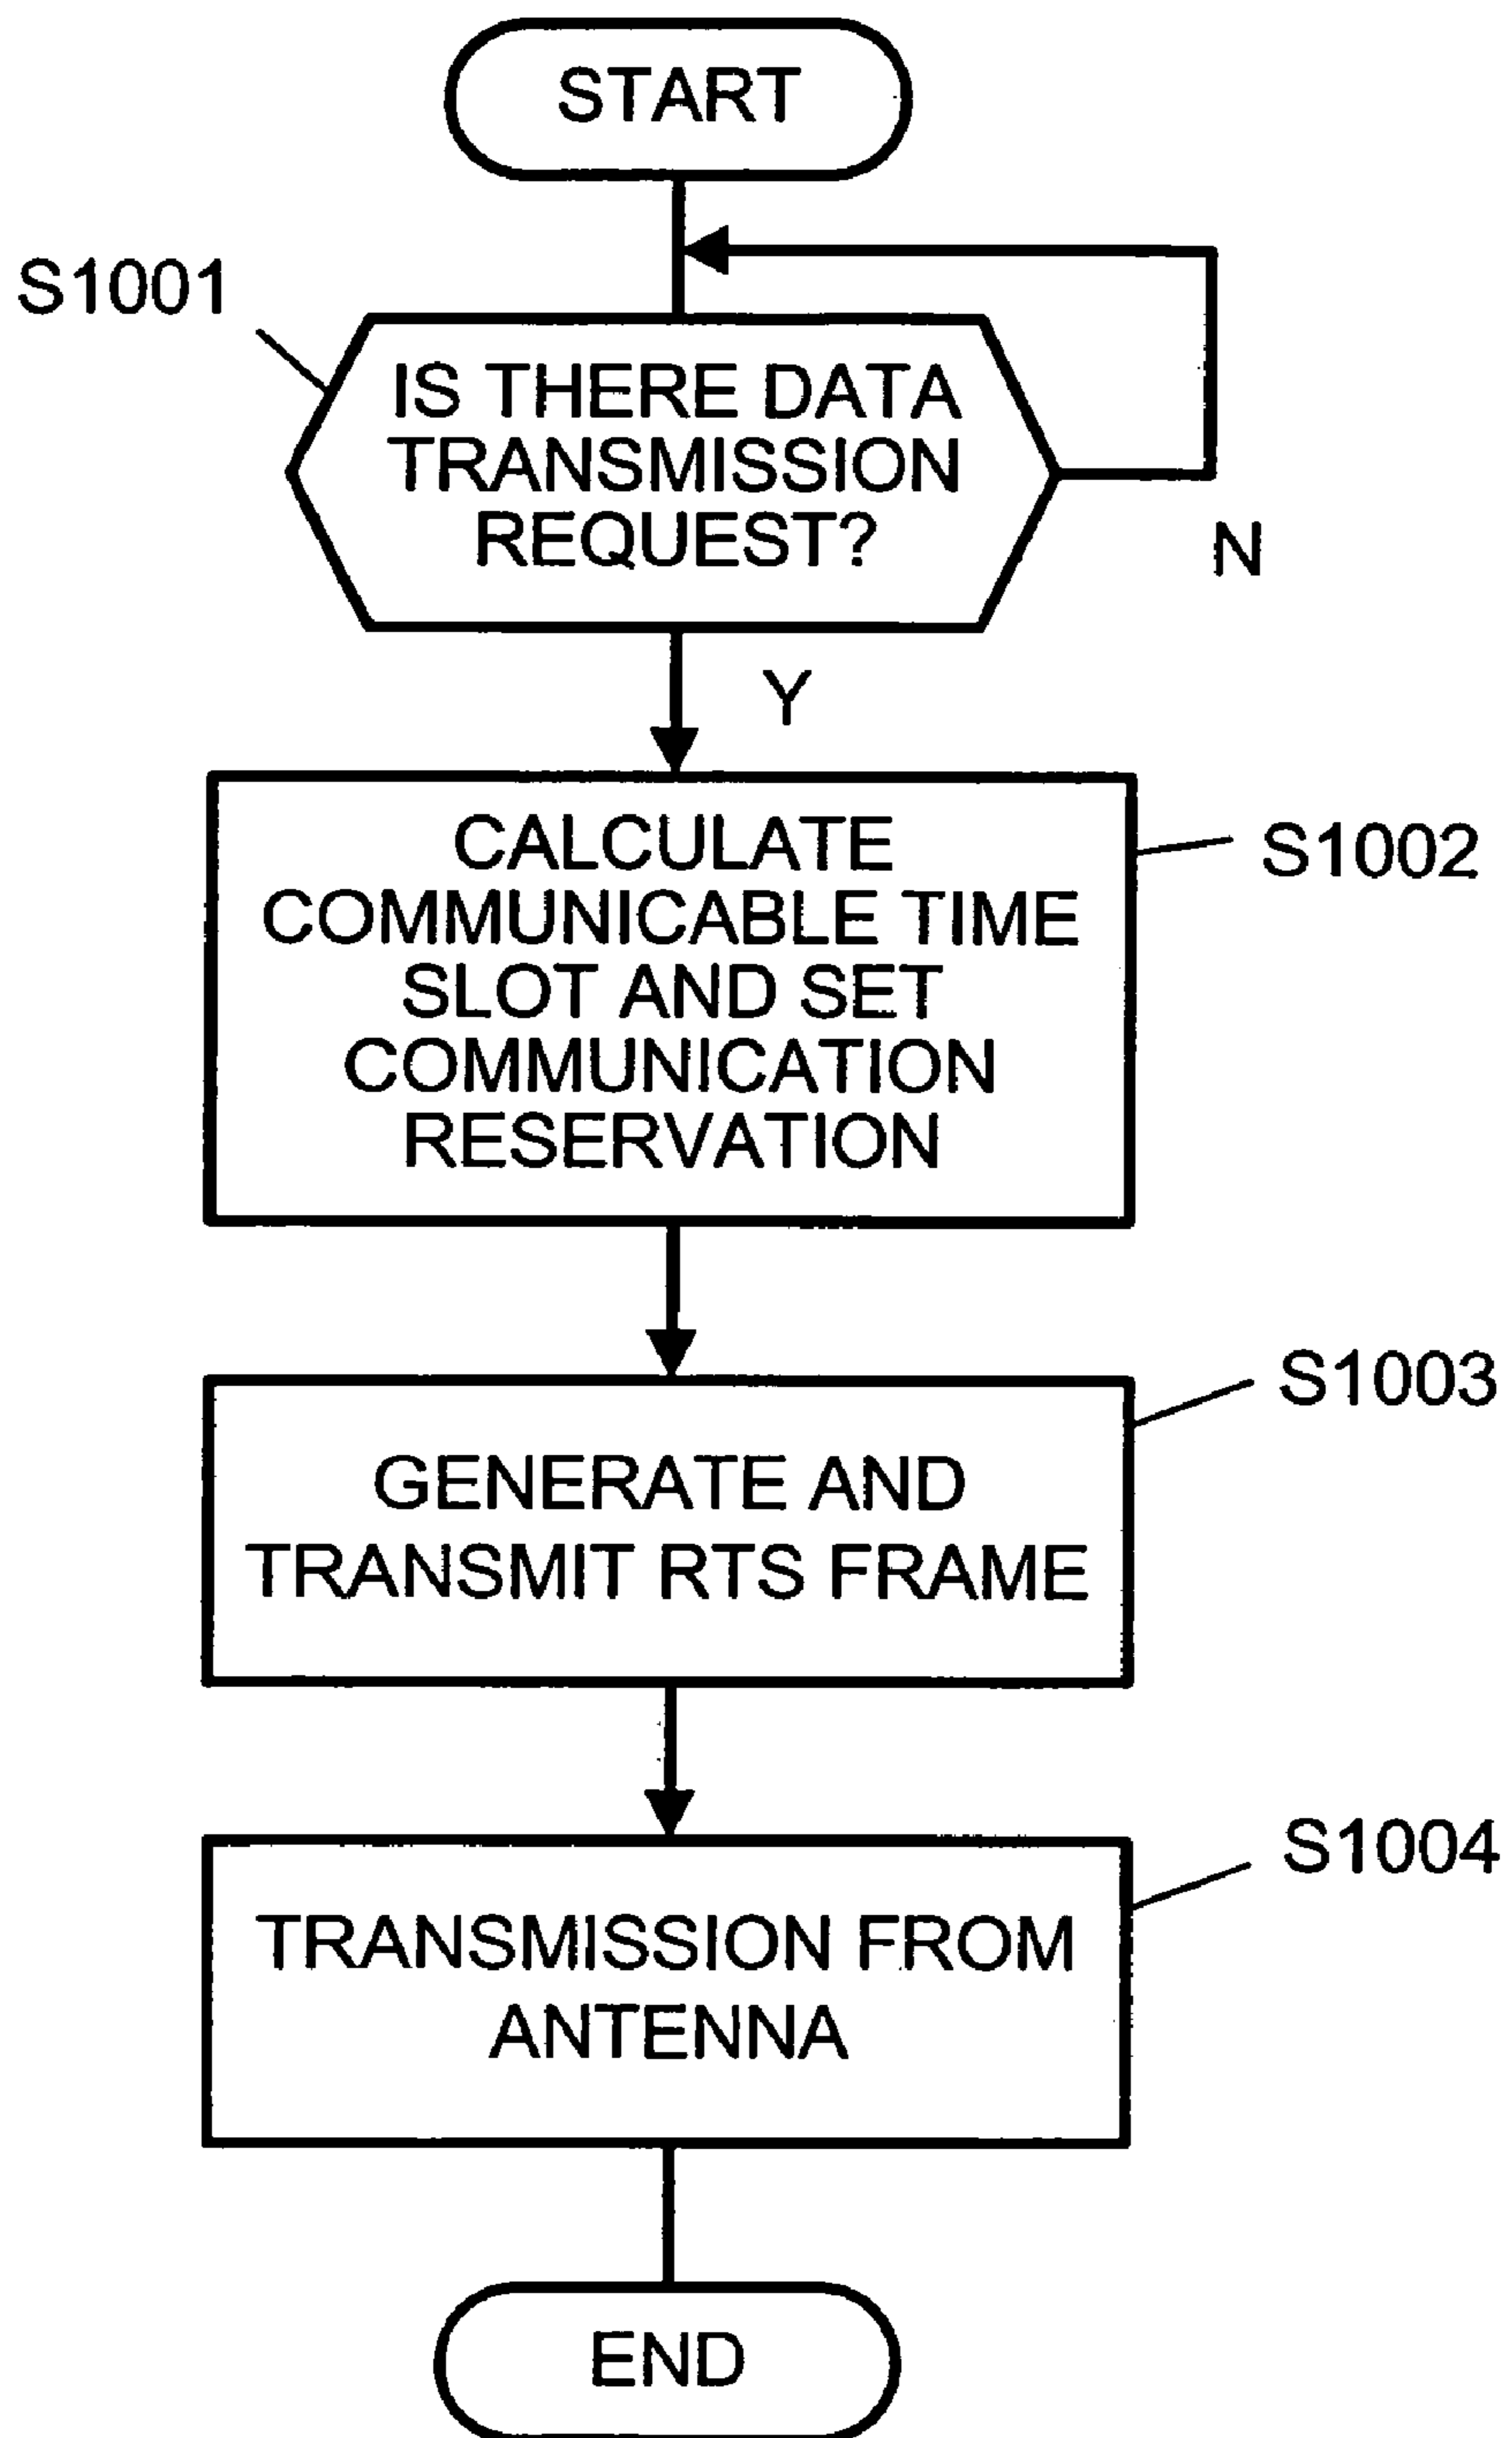 START
S1001
IS THERE DATA
TRANSMISSION
REQUEST?
N
Y
CALCULATE
COMMUNICABLE TIME
SLOT AND SET
COMMUNICATION
RESERVATION
S1002
S1003
GENERATE AND
TRANSMIT RTS FRAME
S1004
TRANSMISSION FROM
ANTENNA
END